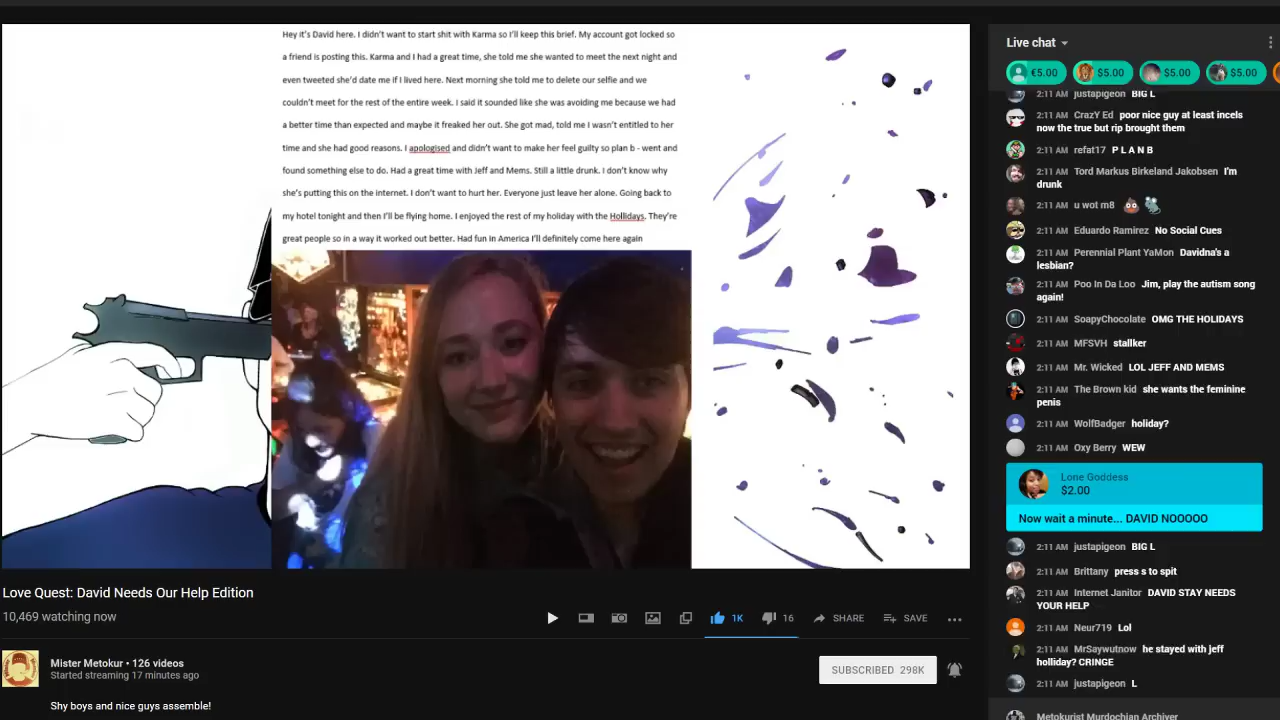 Hey it's David here. I didn't want to start shit with Karma so I'll keep this brief. My account got locked so
a friend is posting this. Karma and I had a great time, she told me she wanted to meet the next night and
even tweeted she'd date me if I lived here. Next morning she told me to delete our selfie and we
couldn't meet for the rest of the entire week. I said it sounded like she was avoiding me because we had
a better time than expected and maybe it freaked her out. She got mad, told me I wasn't entitled to her
time and she had good reasons. I apologised and didn't want to make her feel guilty so plan b - went and
found something else to do. Had a great time with Jeff and Mems. Still a little drunk. I don't know why
she's putting this on the internet. I don't want to hurt her. Everyone just leave her alone. Going back to
my hotel tonight and then I'll be flying home. I enjoyed the rest of my holiday with the Hollidays. They're
great people so in a way it worked out better. Had fun in America I'll definitely come here again
Love Quest: David Needs Our Help Edition
10,469 watching now
1K
16
SHARE
SAVE
Mister Metokur • 126 videos
Started streaming 17 minutes ago
SUBSCRIBED 298K
Shy boys and nice guys assemble!
Live chat
€5.00
$5.00
$5.00
$5.00
2:11 AM justapigeon BIG L
2:11 AM CrazY Ed poor nice guy at least incels
now the true but rip brought them
2:11 AM refat17 P L A N B
2:11 AM Tord Markus Birkeland Jakobsen I'm
drunk
2:11 AM u wot m8
2:11 AM Eduardo Ramirez No Social Cues
2:11 AM Perennial Plant YaMon Davidna's a
lesbian?
2:11 AM Poo In Da Loo Jim, play the autism song
again!
2:11 AM SoapyChocolate OMG THE HOLIDAYS
2:11 AM MFSVH stallker
2:11 AM Mr. Wicked LOL JEFF AND MEMS
2:11 AM The Brown kid she wants the feminine
penis
2:11 AM WolfBadger holiday?
2:11 AM Oxy Berry WEW
Lone Goddess
$2.00
Now wait a minute... DAVID NOOOOO
2:11 AM justapigeon BIG L
2:11 AM Brittany press s to spit
2:11 AM Internet Janitor DAVID STAY NEEDS
YOUR HELP
2:11 AM Neur719 Lol
2:11 AM MrSaywutnow he stayed with jeff
holliday? CRINGE
2:11 AM justapigeon L
Metokurist Murdochian Archiver